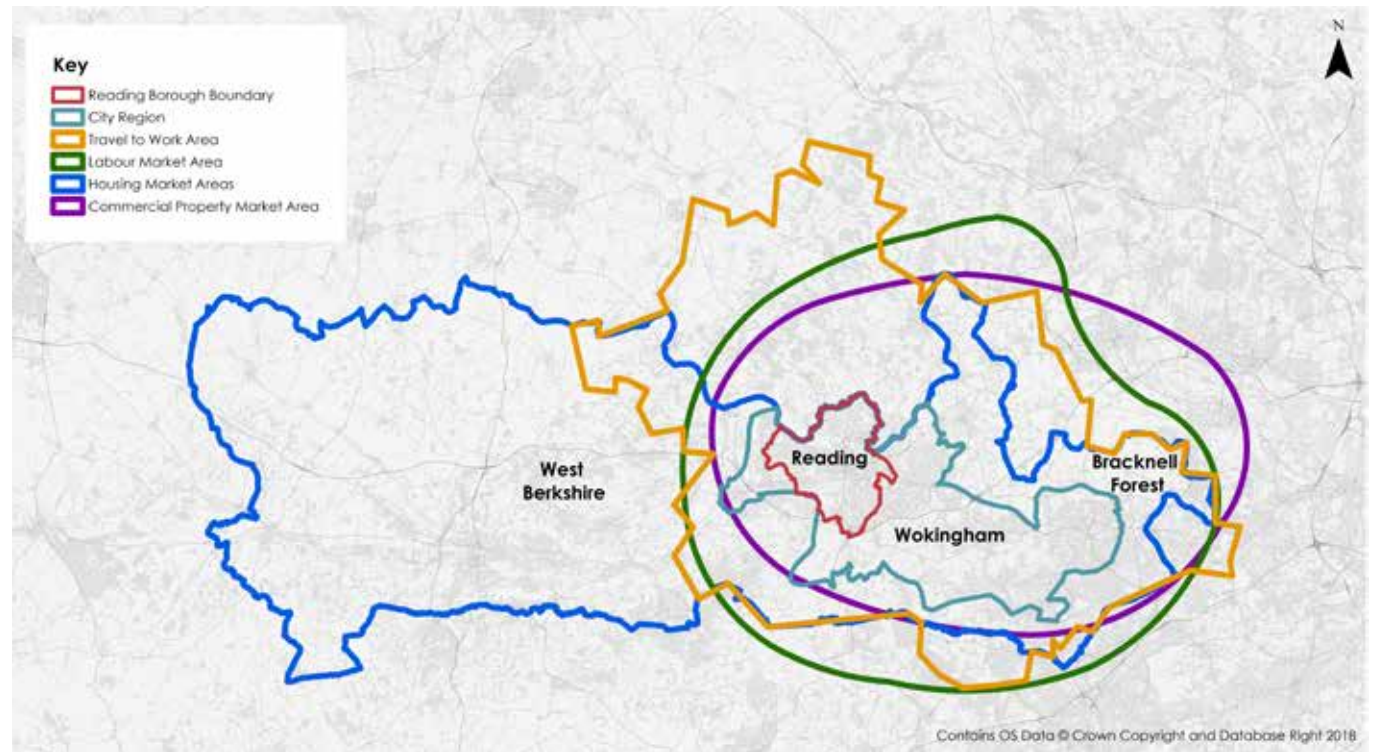 N
Key
Reading Borough Boundary
City Region
Travel to Work Area
Labour Market Area
Housing Market Areas
Commercial Property Market Area
Reading
West
Berkshire
Bracknell
Forest
Wokingham
Contains OS Data © Crown Copyright and Database Right 2018